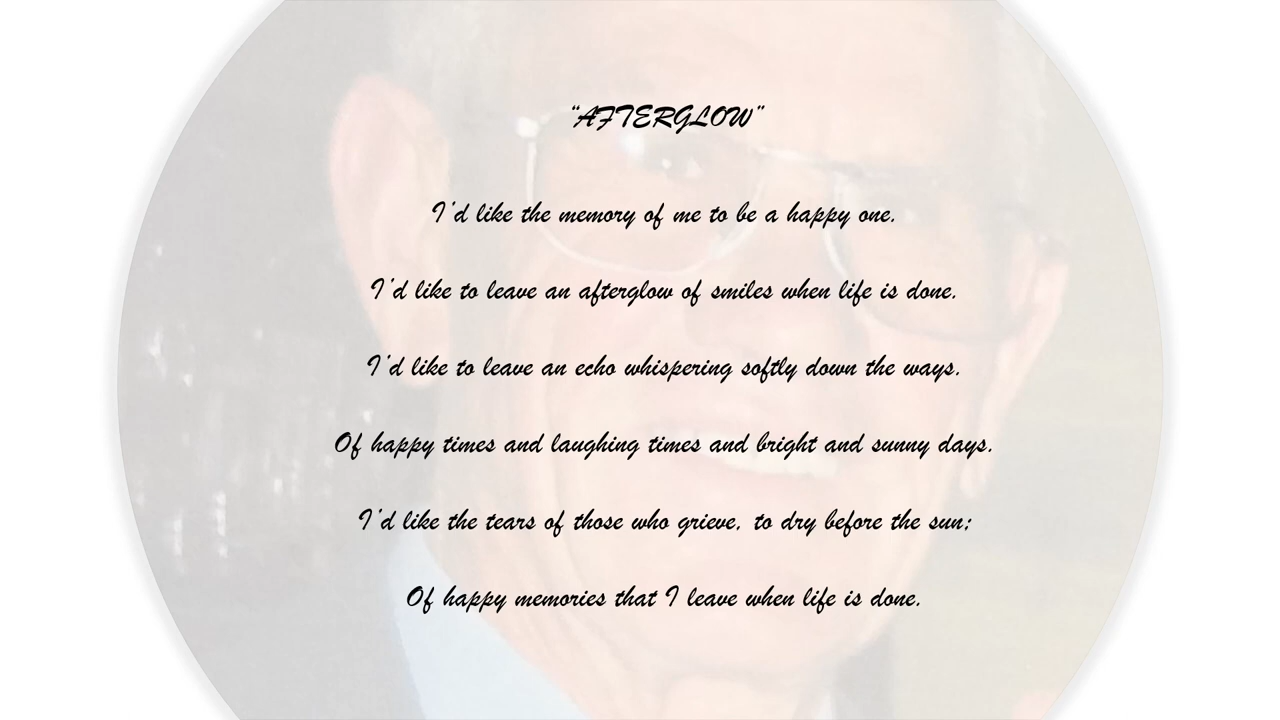 “AFTERGLOW”
I’d like the memory of me to be a happy one.
I’d like to leave an afterglow of smiles when life is done.
I’d like to leave an echo whispering softly down the ways.
Of happy times and laughing times and bright and sunny days.
I’d like the tears of those who grieve, to dry before the sun;
Of happy memories that I leave when life is done.